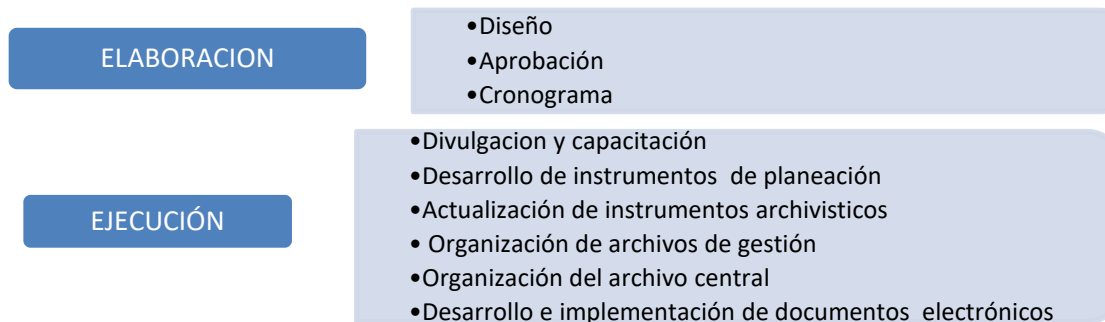 ELABORACION
•Diseño
•Aprobación
•Cronograma
EJECUCIÓN
•Divulgacion y capacitación
•Desarrollo de instrumentos de planeación
•Actualización de instrumentos archivisticos
• Organización de archivos de gestión
•Organización del archivo central
•Desarrollo e implementación de documentos electrónicos